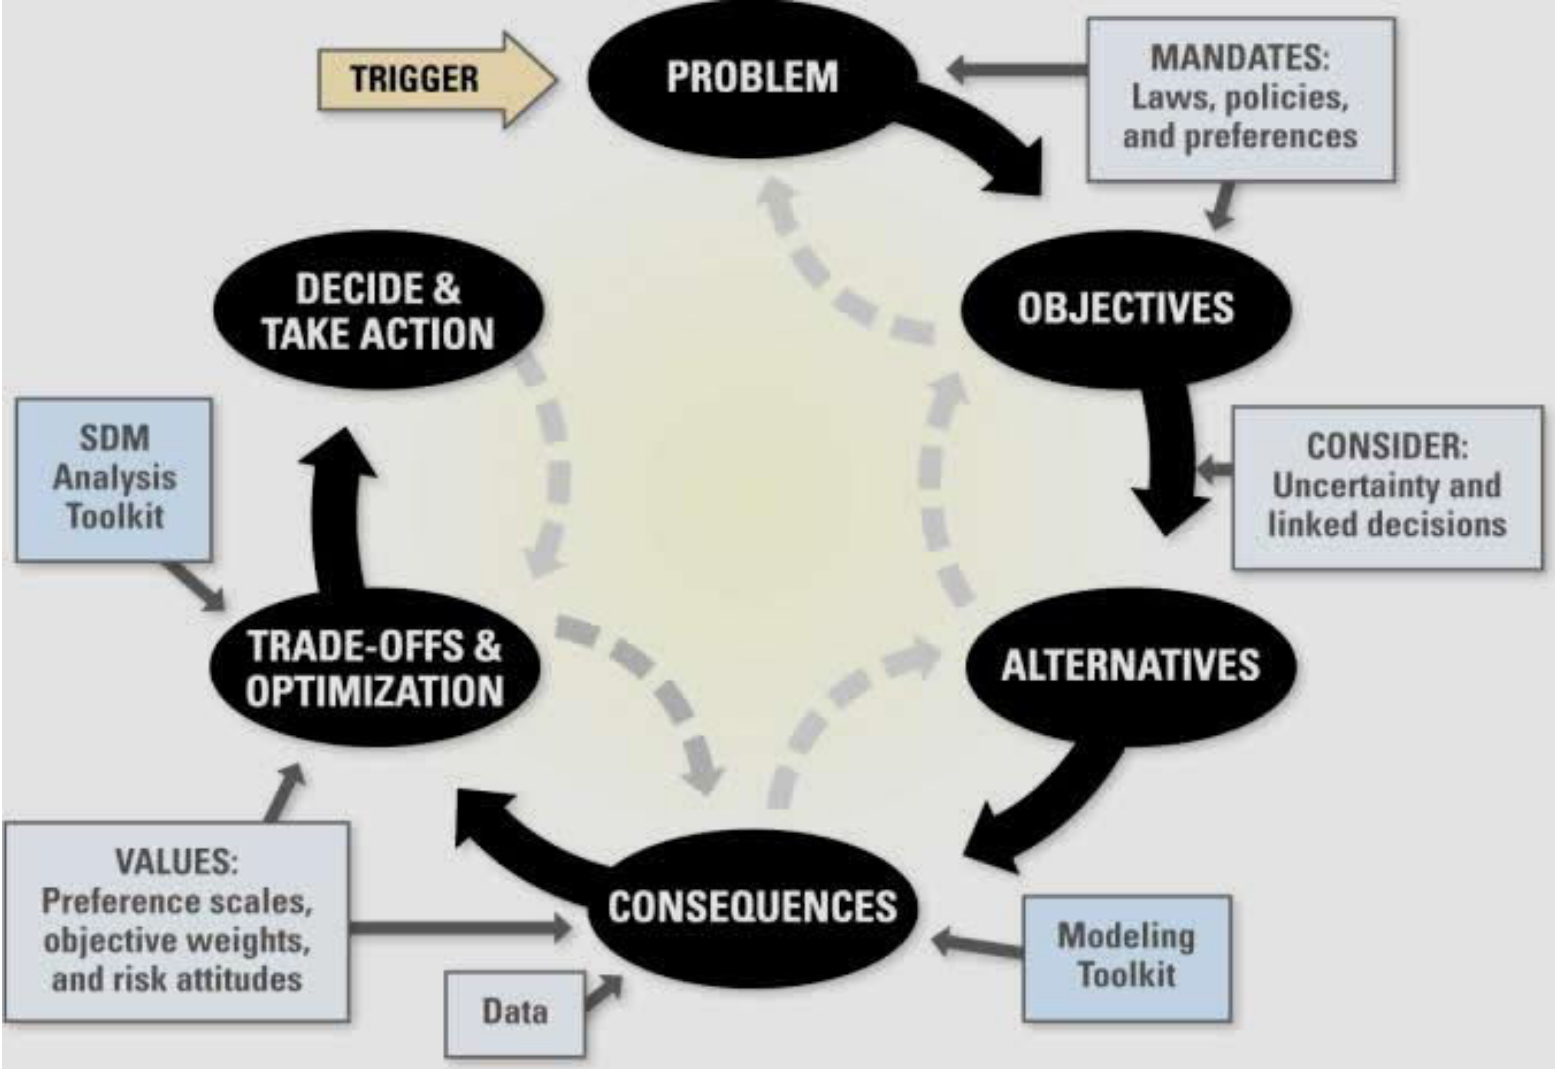 TRIGGER
PROBLEM
MANDATES:
Laws, policies,
and preferences
OBJECTIVES
CONSIDER:
Uncertainty and
linked decisions
ALTERNATIVES
Modeling
Toolkit
CONSEQUENCES
Data
VALUES:
Preference scales,
objective weights,
and risk attitudes
TRADE-OFFS &
OPTIMIZATION
SDM
Analysis
Toolkit
DECIDE &
TAKE ACTION